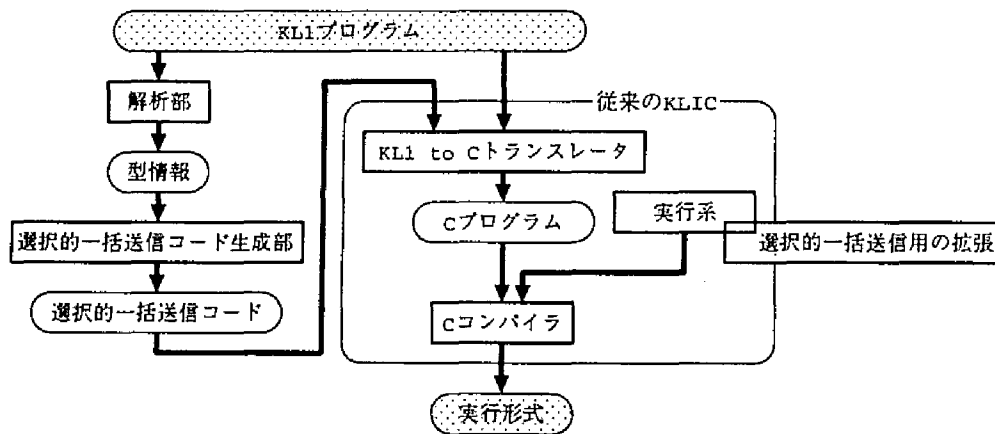 KL1プログラム
解析部
従来のKLIC
KL1 to Cトランスレータ
型情報
Cプログラム
実行系
選択的一括送信コード生成部
選択的一括送信用の拡張
選択的一括送信コード
Cコンパイラ
実行形式